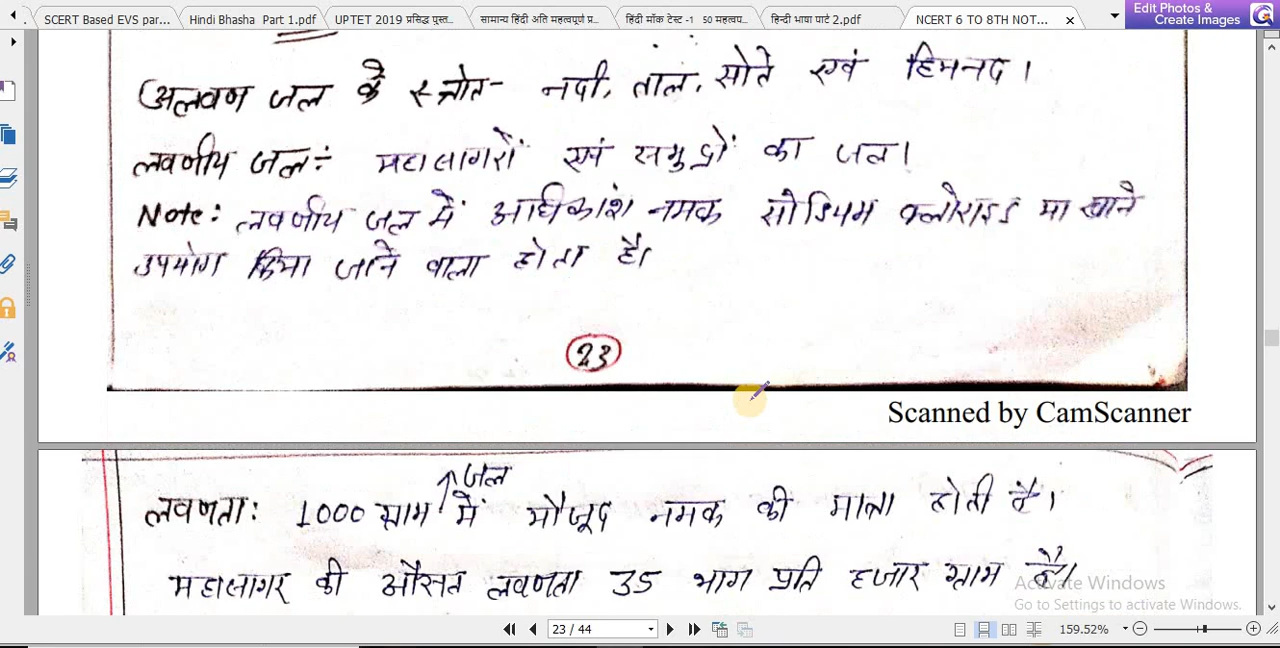 SCERT Based EVS par...
Hindi Bhasha Part 1.pdf
UPTET 2019 प्रसिद्ध पुस्त...
सामान्य हिंदी अति महत्वपूर्ण प्र...
हिंदी मॉक टेस्ट -1 50 महत्वप...
हिन्दी भाषा पार्ट 2.pdf
NCERT 6 TO 8TH NOT...
Edit Photos &
Create Images
अलवण जल के स्त्रोत- नदी, ताल, सोते एवं हिमनद।
लवणीय जल÷ महासागरों एवं समुद्रों का जल।
Note: लवणीय जल में अधिकांश नमक सोडियम क्लोराइड या खाने
उपयोग किया जाने वाला होता है।
23
Scanned by CamScanner
जल
लवणता: 1000 ग्राम में मौजूद नमक की मात्रा होती है।
महासागर की औसत लवणता 35 भाग प्रति हजार ग्राम है।
Activate Windows
Go to Settings to activate Windows.
23 / 44
159.52%